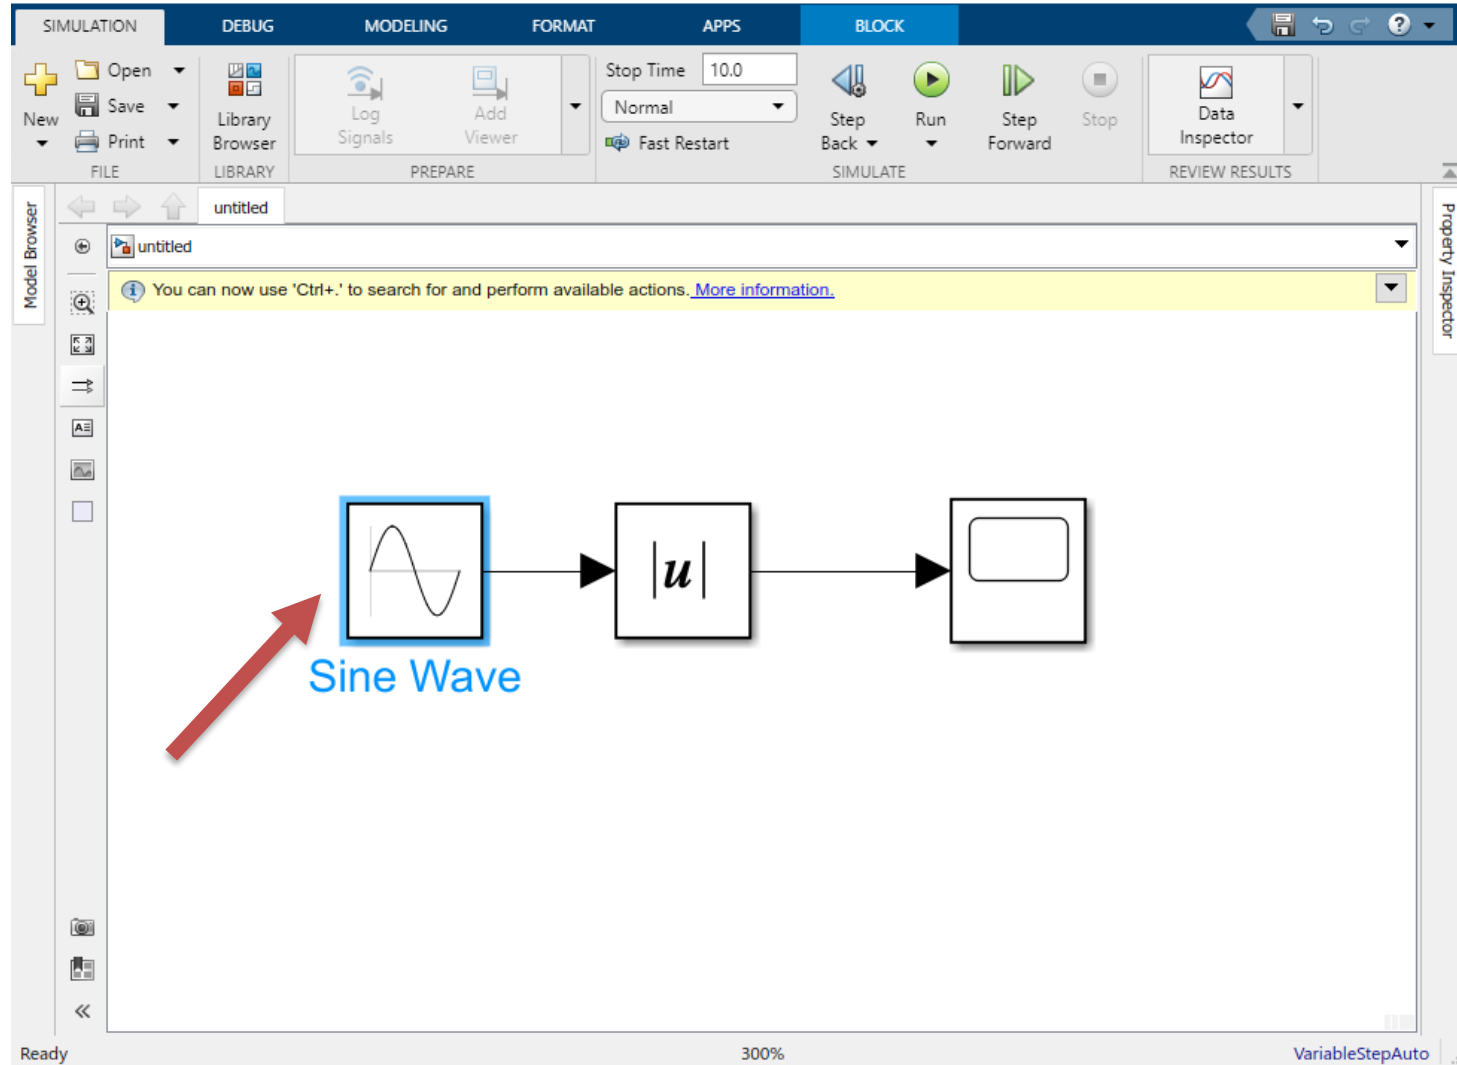 SIMULATION DEBUG MODELING FORMAT APPS BLOCK
New
Open
Save
Print
FILE
Library
Browser
LIBRARY
Log
Signals
Add
Viewer
PREPARE
Stop Time 10.0
Normal
Fast Restart
Step
Back
Run
Step
Forward
Stop
SIMULATE
Data
Inspector
REVIEW RESULTS
Model Browser
untitled
untitled
You can now use 'Ctrl+.' to search for and perform available actions. More information.
Property Inspector
|u|
Sine Wave
Ready 300% VariableStepAuto